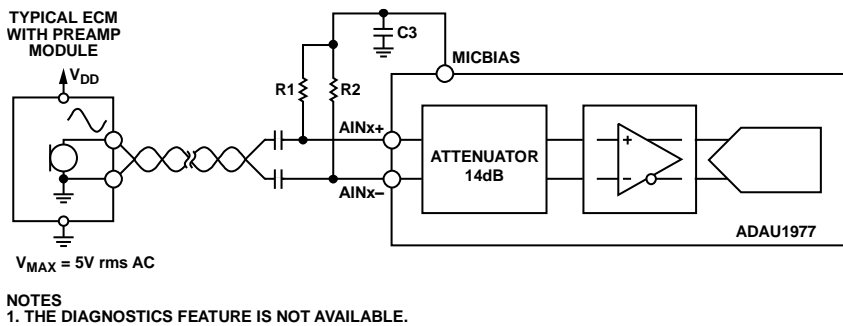 TYPICAL ECM
WITH PREAMP
MODULE
VDD
C3
MICBIAS
R1
R2
AINx+
AINx–
ATTENUATOR
14dB
+
–
ADAU1977
VMAX = 5V rms AC
NOTES
1. THE DIAGNOSTICS FEATURE IS NOT AVAILABLE.